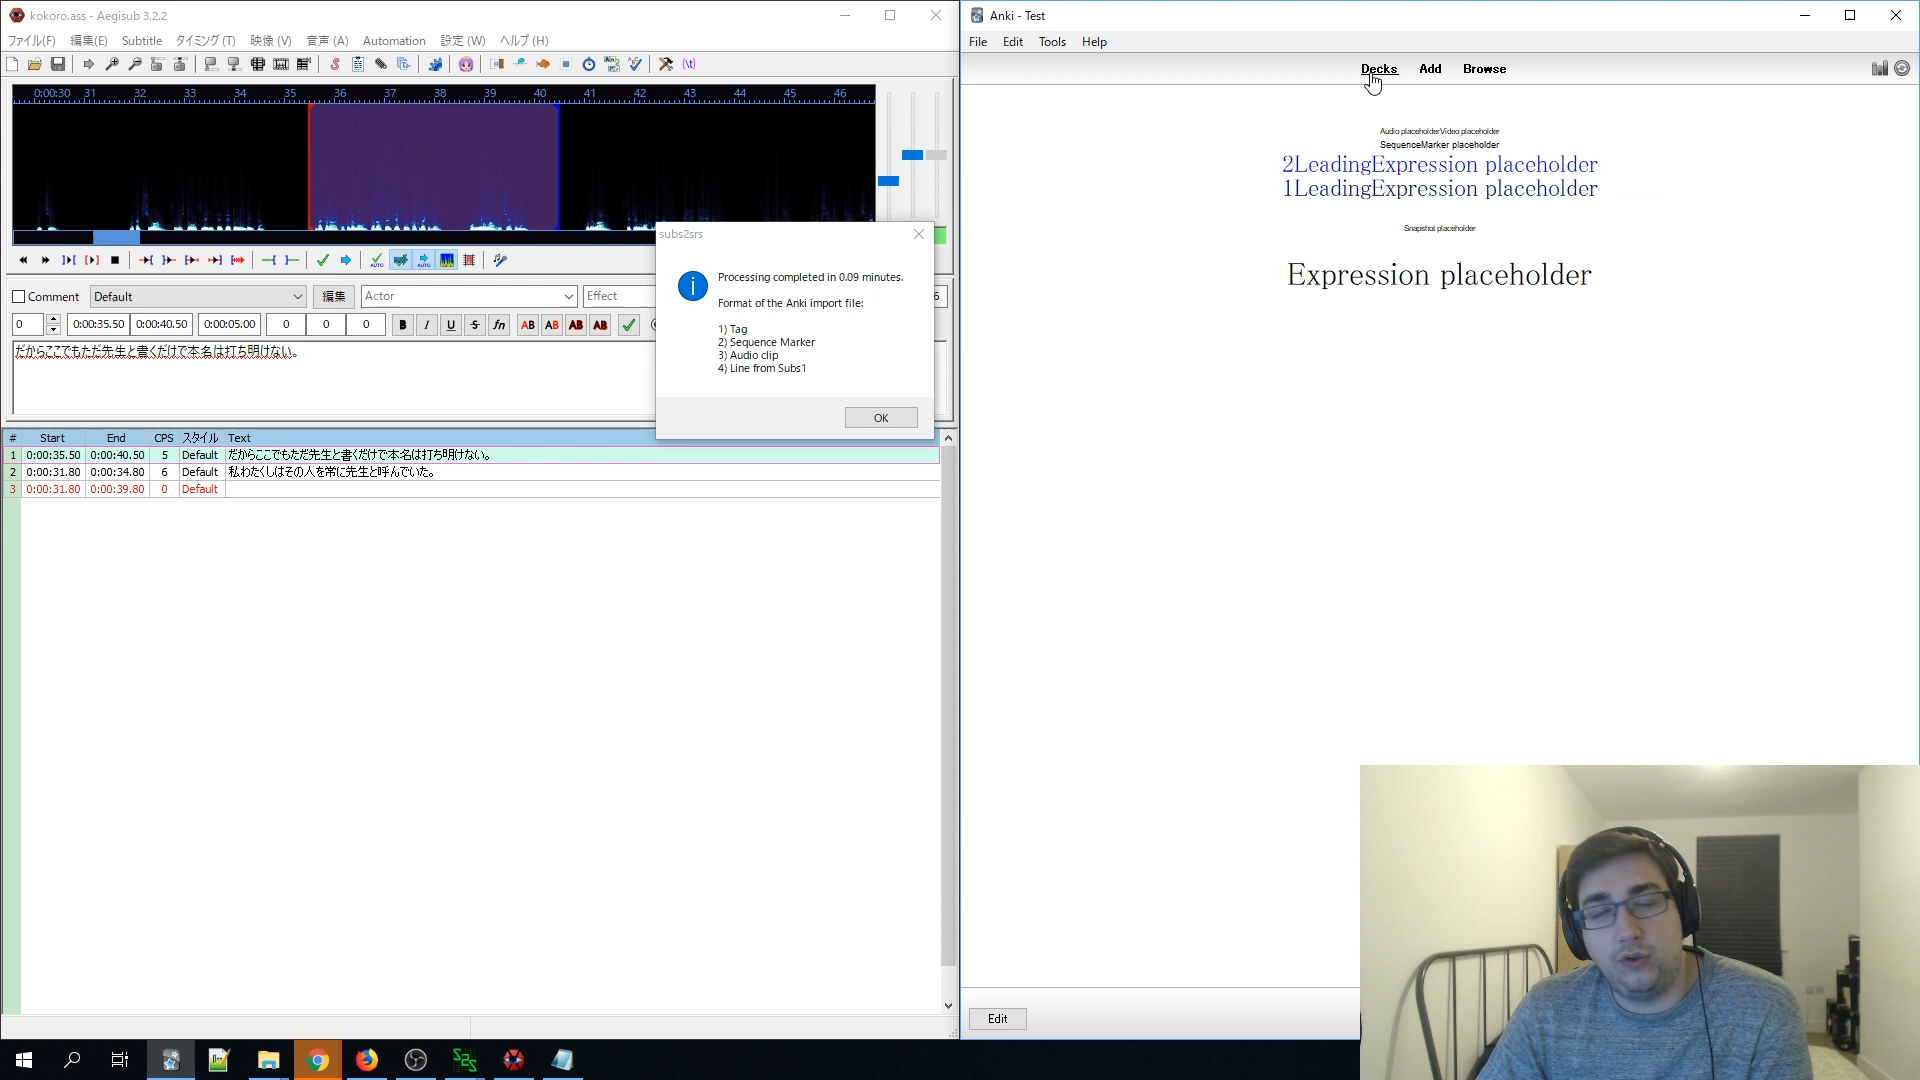 kokoro.ass - Aegisub 3.2.2
ファイル(F) 編集(E) Subtitle タイミング(T) 映像(V) 音声(A) Automation 設定(W) ヘルプ(H)
0:00:30 31 32 33 34 35 36 37 38 39 40 41 42 43 44 45 46
Comment Default 編集 Actor Effect 6
0 0:00:35.50 0:00:40.50 0:00:05.00 0 0 0 B I U S fn AB AB AB AB
だからここでもただ先生と書くだけで本名は打ち明けない。
# Start End CPS スタイル Text
1 0:00:35.50 0:00:40.50 5 Default だからここでもただ先生と書くだけで本名は打ち明けない。
2 0:00:31.80 0:00:34.80 6 Default 私わたくしはその人を常に先生と呼んでいた。
3 0:00:31.80 0:00:39.80 0 Default
subs2srs
Processing completed in 0.09 minutes.
Format of the Anki import file:
1) Tag
2) Sequence Marker
3) Audio clip
4) Line from Subs1
OK
Anki - Test
File Edit Tools Help
Decks Add Browse
Audio placeholderVideo placeholder
SequenceMarker placeholder
2LeadingExpression placeholder
1LeadingExpression placeholder
Snapshot placeholder
Expression placeholder
Edit